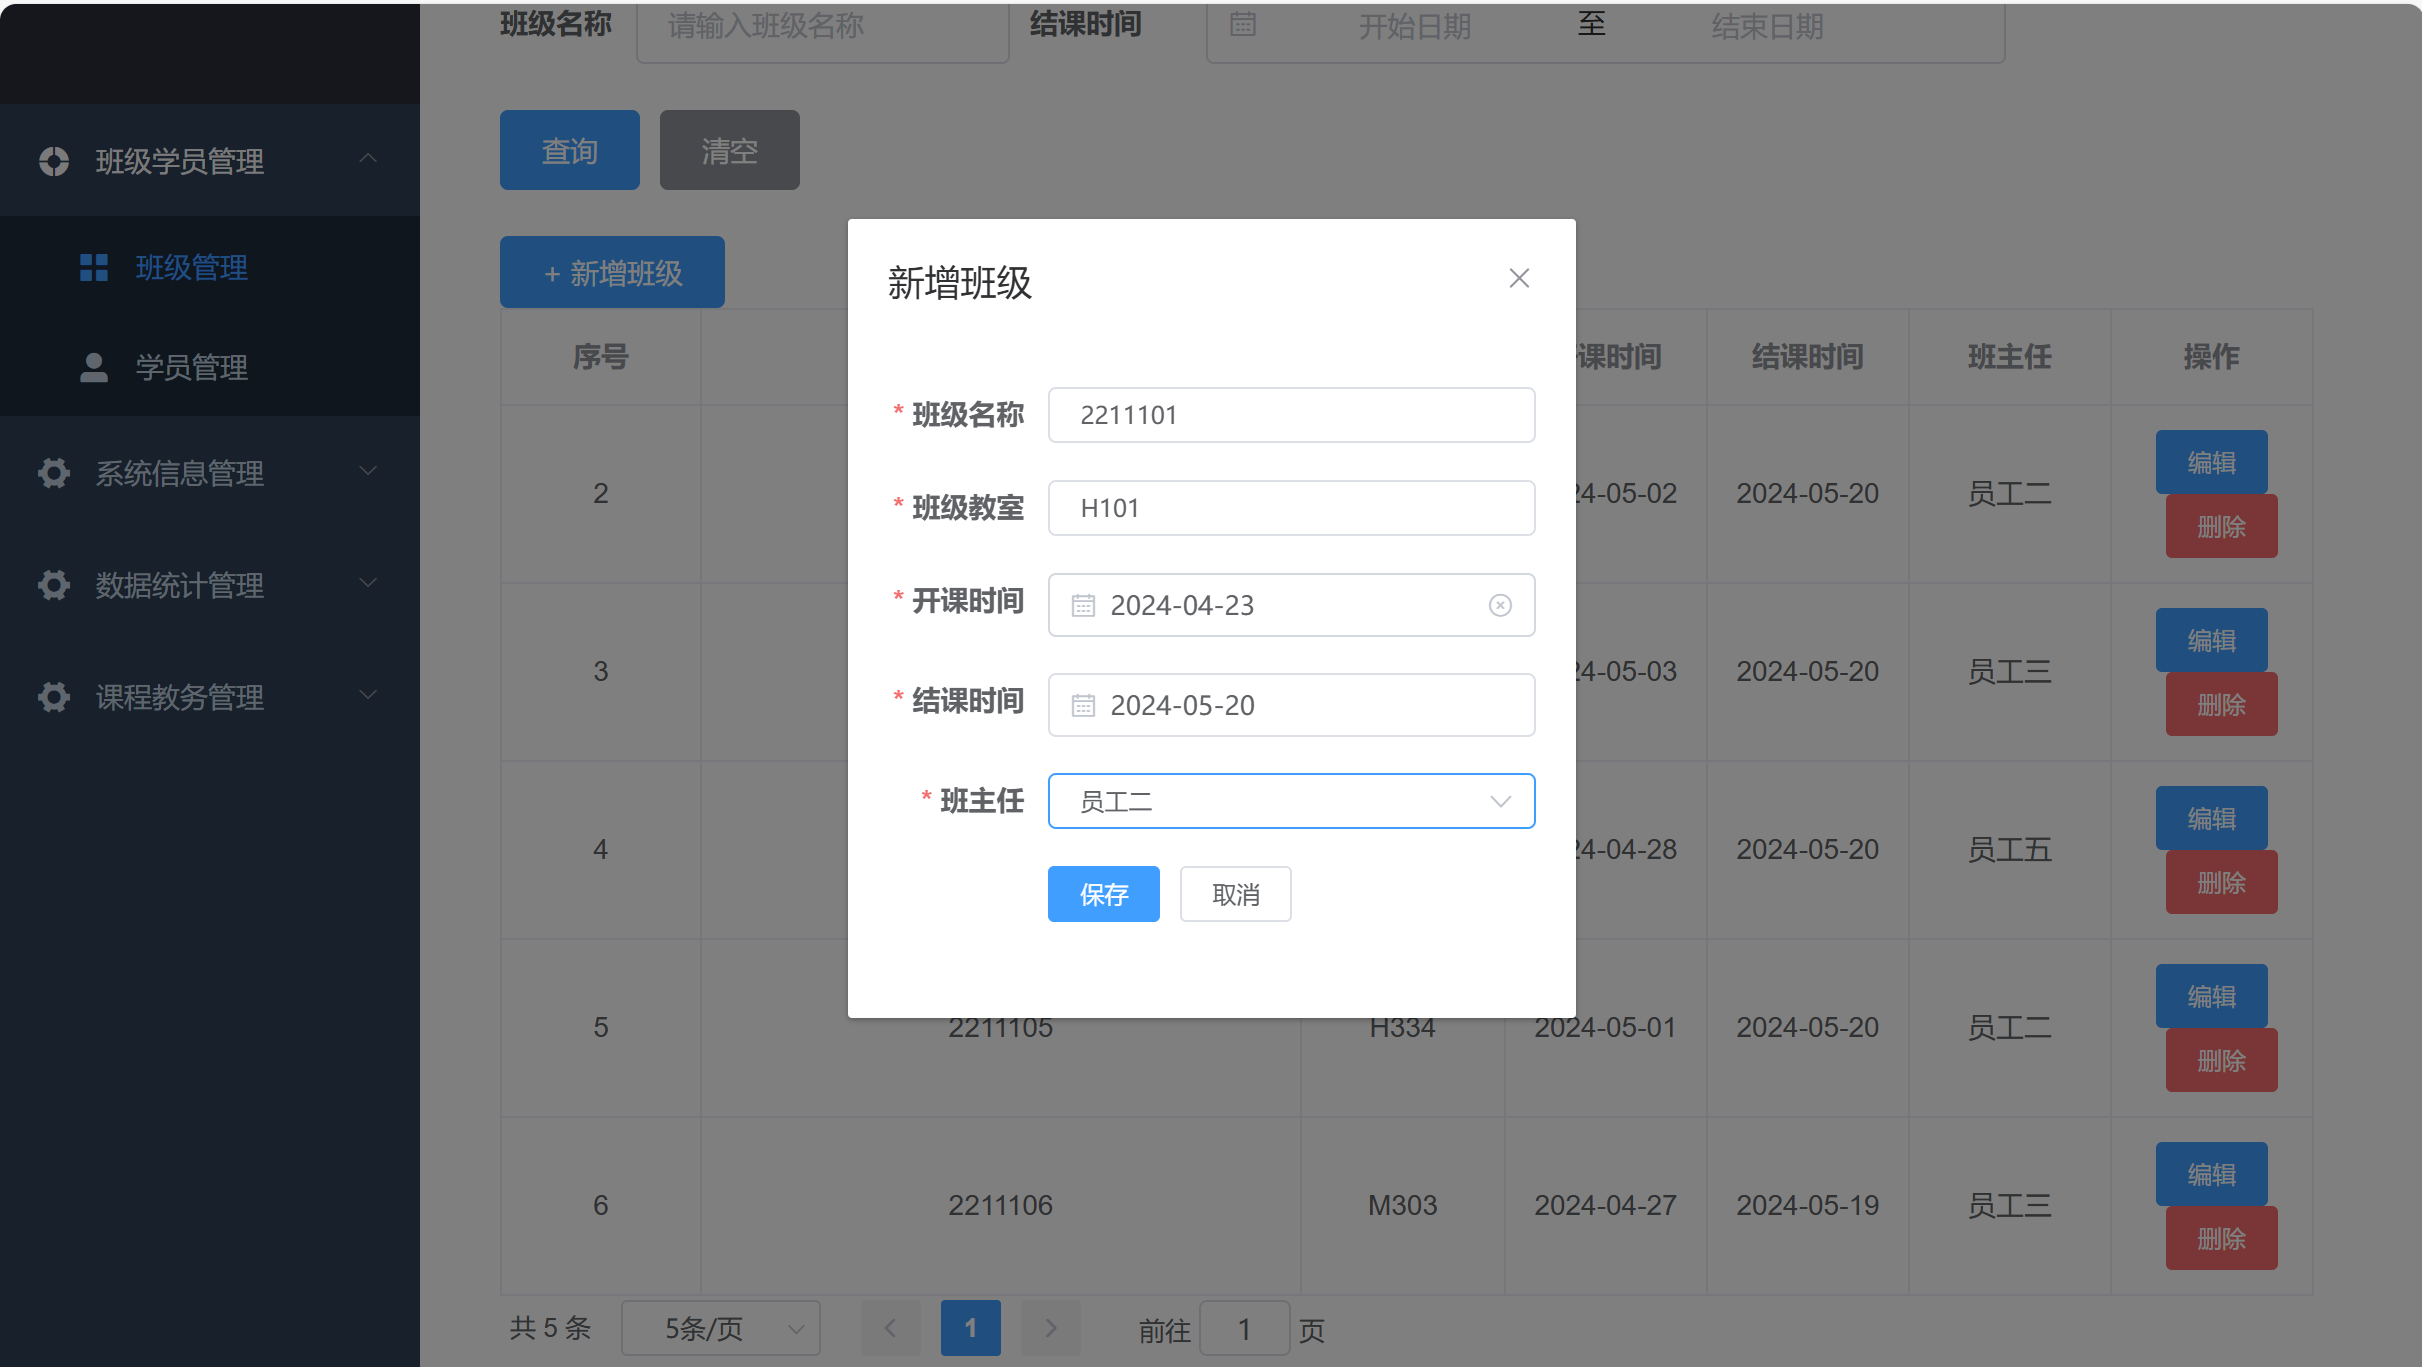 班级名称 请输入班级名称 结课时间 开始日期 至 结束日期
查询 清空
+ 新增班级
班级学员管理
班级管理
学员管理
系统信息管理
数据统计管理
课程教务管理
新增班级
* 班级名称 2211101
* 班级教室 H101
* 开课时间 2024-04-23
* 结课时间 2024-05-20
* 班主任 员工二
保存 取消
序号 课时间 结课时间 班主任 操作
2 24-05-02 2024-05-20 员工二 编辑
删除
3 24-05-03 2024-05-20 员工三 编辑
删除
4 24-04-28 2024-05-20 员工五 编辑
删除
5 2211105 H334 2024-05-01 2024-05-20 员工二 编辑
删除
6 2211106 M303 2024-04-27 2024-05-19 员工三 编辑
删除
共 5 条 5条/页 1 前往 1 页